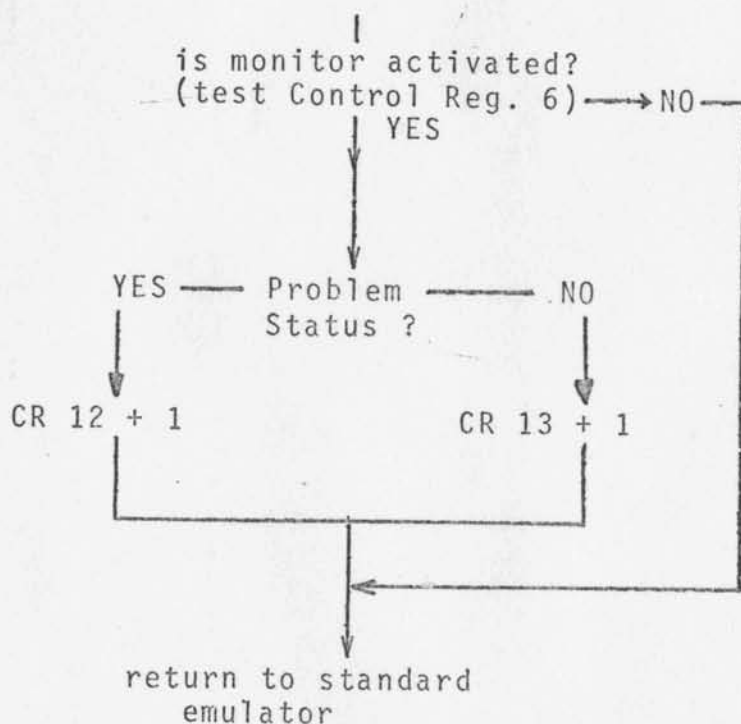 is monitor activated?
(test Control Reg. 6) NO
YES
YES Problem NO
Status ?
CR 12 + 1 CR 13 + 1
return to standard
emulator